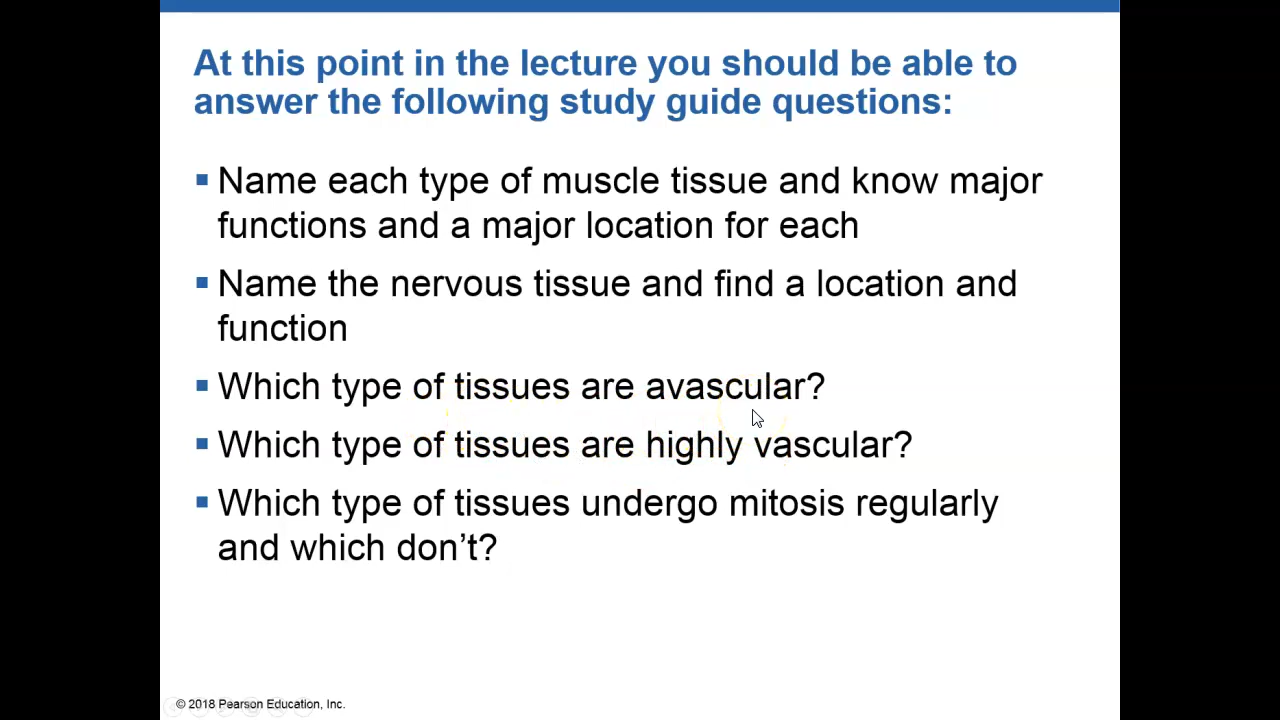 At this point in the lecture you should be able to
answer the following study guide questions:
▪ Name each type of muscle tissue and know major
functions and a major location for each
▪ Name the nervous tissue and find a location and
function
▪ Which type of tissues are avascular?
▪ Which type of tissues are highly vascular?
▪ Which type of tissues undergo mitosis regularly
and which don’t?
© 2018 Pearson Education, Inc.